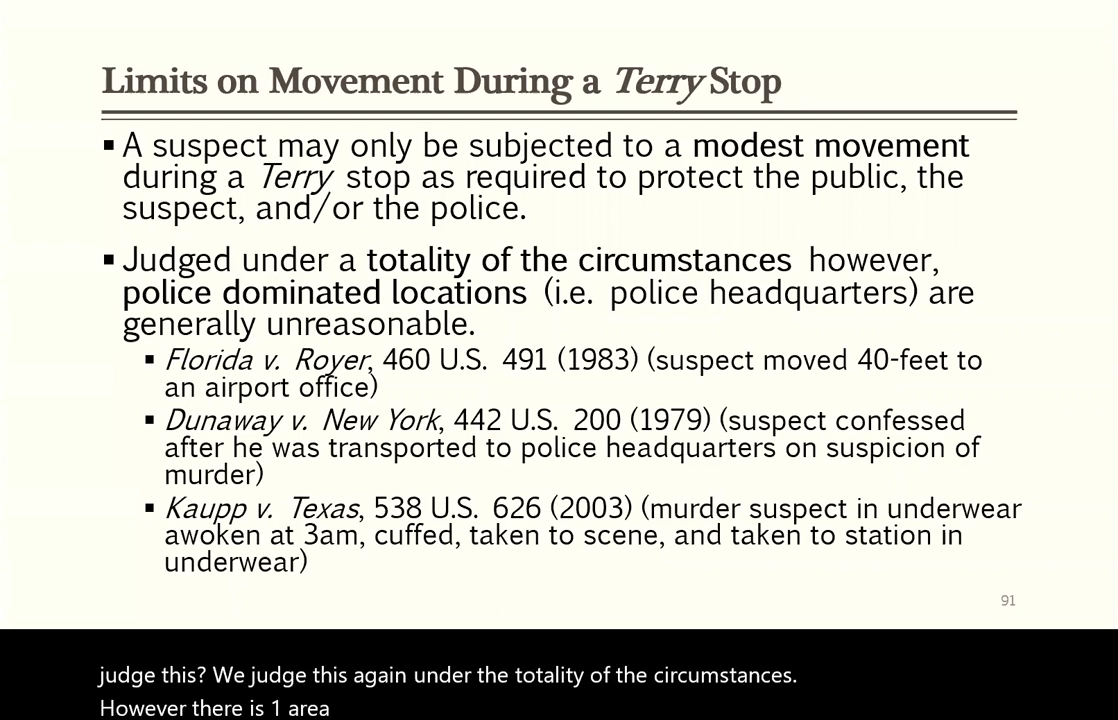 Limits on Movement During a Terry Stop
▪ A suspect may only be subjected to a modest movement
during a Terry stop as required to protect the public, the
suspect, and/or the police.
▪ Judged under a totality of the circumstances however,
police dominated locations (i.e. police headquarters) are
generally unreasonable.
▪ Florida v. Royer, 460 U.S. 491 (1983) (suspect moved 40-feet to
an airport office)
▪ Dunaway v. New York, 442 U.S. 200 (1979) (suspect confessed
after he was transported to police headquarters on suspicion of
murder)
▪ Kaupp v. Texas, 538 U.S. 626 (2003) (murder suspect in underwear
awoken at 3am, cuffed, taken to scene, and taken to station in
underwear)
91
judge this? We judge this again under the totality of the circumstances.
However there is 1 area